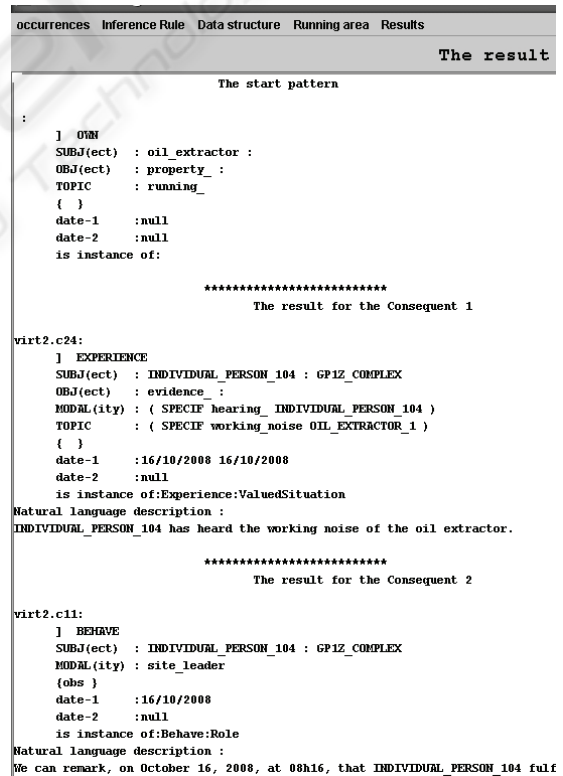 occurrences Inference Rule Data structure Running area Results
The result
The start pattern
:
] OWN
SUBJ(ect) : oil_extractor :
OBJ(ect) : property_ :
TOPIC : running_
{ }
date-1 :null
date-2 :null
is instance of:
**************************
The result for the Consequent 1
virt2.c24:
] EXPERIENCE
SUBJ(ect) : INDIVIDUAL_PERSON_104 : GP1Z_COMPLEX
OBJ(ect) : evidence_ :
MODAL(ity) : ( SPECIF hearing_ INDIVIDUAL_PERSON_104 )
TOPIC : ( SPECIF working_noise OIL_EXTRACTOR_1 )
{ }
date-1 :16/10/2008 16/10/2008
date-2 :null
is instance of:Experience:ValuedSituation
Natural language description :
INDIVIDUAL_PERSON_104 has heard the working noise of the oil extractor.
**************************
The result for the Consequent 2
virt2.c11:
] BEHAVE
SUBJ(ect) : INDIVIDUAL_PERSON_104 : GP1Z_COMPLEX
MODAL(ity) : site_leader
{obs }
date-1 :16/10/2008
date-2 :null
is instance of:Behave:Role
Natural language description :
We can remark, on October 16, 2008, at 08h16, that INDIVIDUAL_PERSON_104 fulf